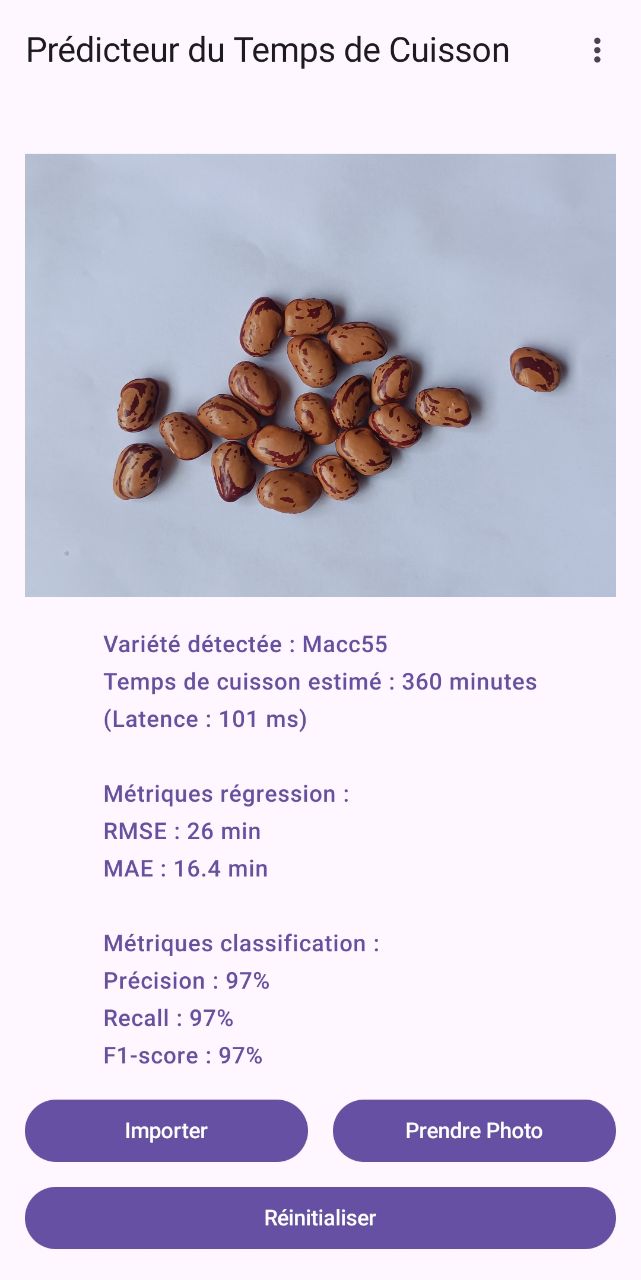 Prédicteur du Temps de Cuisson
Variété détectée : Macc55
Temps de cuisson estimé : 360 minutes
(Latence : 101 ms)
Métriques régression :
RMSE : 26 min
MAE : 16.4 min
Métriques classification :
Précision : 97%
Recall : 97%
F1-score : 97%
Importer
Prendre Photo
Réinitialiser